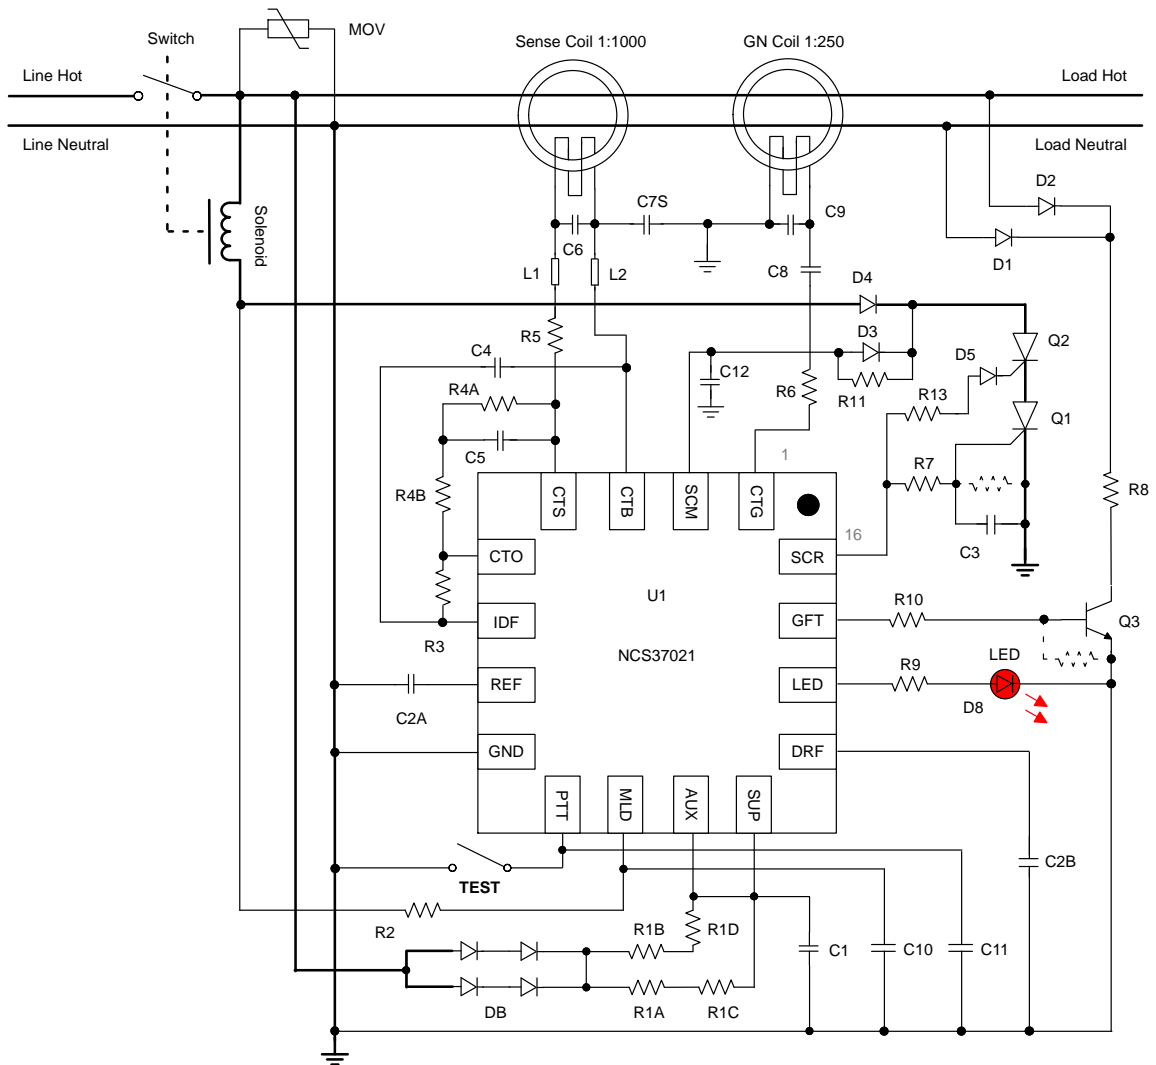 MOV
Switch
Sense Coil 1:1000
GN Coil 1:250
Line Hot
Load Hot
Line Neutral
Load Neutral
D2
Solenoid
C7S
C9
C6
D1
L1
L2
C8
D4
R5
D3
Q2
C4
C12
D5
R6
R11
R13
R4A
Q1
C5
1
R7
R4B
R8
CTS
CTB
SCM
CTG
16
C3
CTO
SCR
U1
R10
IDF
GFT
Q3
R3
NCS37021
LED
R9
REF
LED
C2A
D8
GND
DRF
PTT
MLD
AUX
SUP
C2B
TEST
R2
R1B
R1D
C1
C10
C11
DB
R1A
R1C